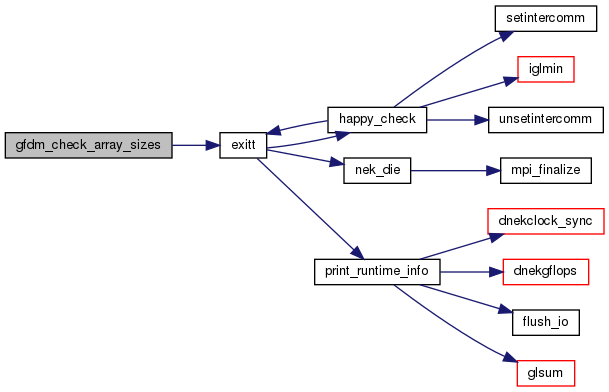 setintercomm
iglmin
happy_check
unsetintercomm
gfdm_check_array_sizes
exitt
nek_die
mpi_finalize
dnekclock_sync
print_runtime_info
dnekgflops
flush_io
glsum